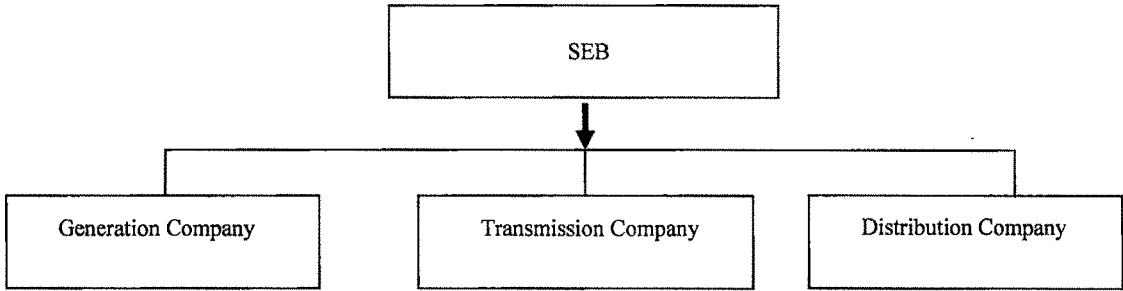 SEB
Generation Company
Transmission Company
Distribution Company